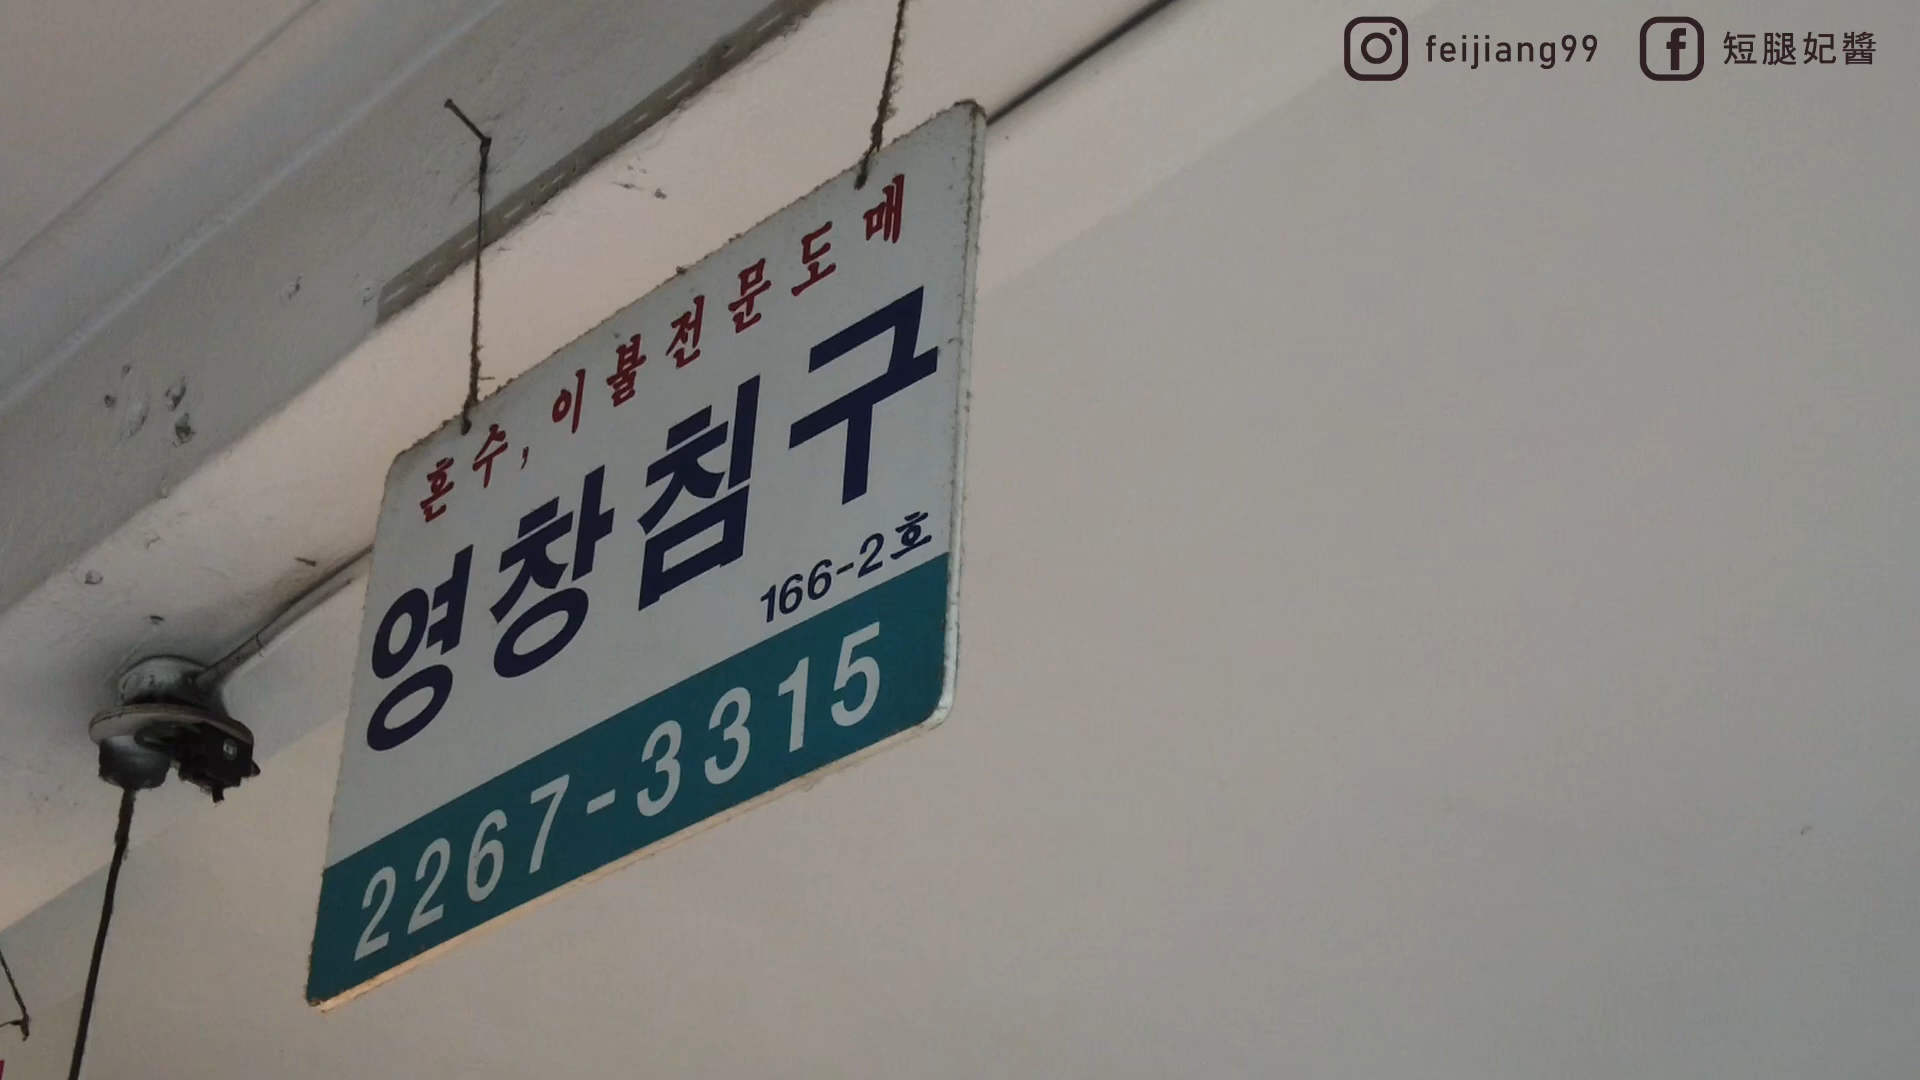 feijiang99 短腿妃醬
혼수, 이불전문도매
영창침구
166-2호
2267-3315